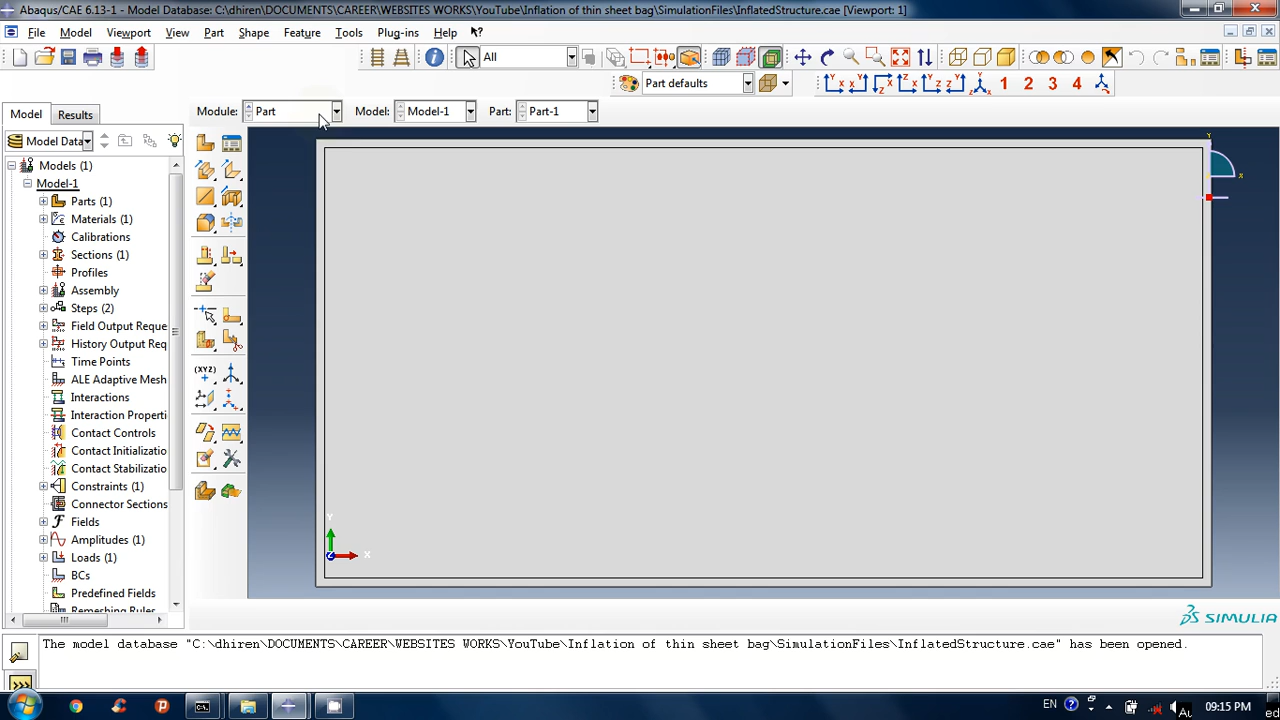 Abaqus/CAE 6.13-1 - Model Database: C:\dhiren\DOCUMENTS\CAREER\WEBSITES WORKS\YouTube\Inflation of thin sheet bag\SimulationFiles\InflatedStructure.cae [Viewport: 1]
File Model Viewport View Part Shape Feature Tools Plug-ins Help
All
Part defaults
1 2 3 4
Model Results Module: Part Model: Model-1 Part: Part-1
Model Data
Models (1)
Model-1
Parts (1)
Materials (1)
Calibrations
Sections (1)
Profiles
Assembly
Steps (2)
Field Output Reque
History Output Req
Time Points
ALE Adaptive Mesh
Interactions
Interaction Properti
Contact Controls
Contact Initializatio
Contact Stabilizatio
Constraints (1)
Connector Sections
Fields
Amplitudes (1)
Loads (1)
BCs
Predefined Fields
Remeshing Rules
(XYZ)
Y
X
Y
X
Z
SIMULIA
The model database "C:\dhiren\DOCUMENTS\CAREER\WEBSITES WORKS\YouTube\Inflation of thin sheet bag\SimulationFiles\InflatedStructure.cae" has been opened.
EN 09:15 PM